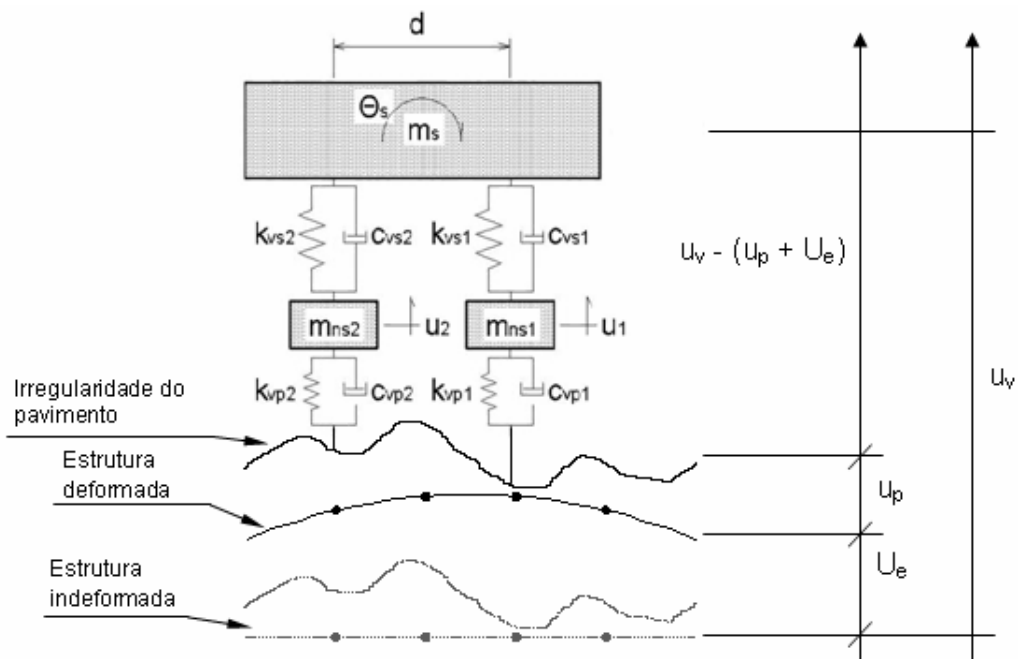 d
Θs
ms
kvs2
cvs2
kvs1
cvs1
uv - (up + Ue)
mns2
u2
mns1
u1
kvp2
cvp2
kvp1
cvp1
uv
Irregularidade do
pavimento
Estrutura
deformada
up
Ue
Estrutura
indeformada